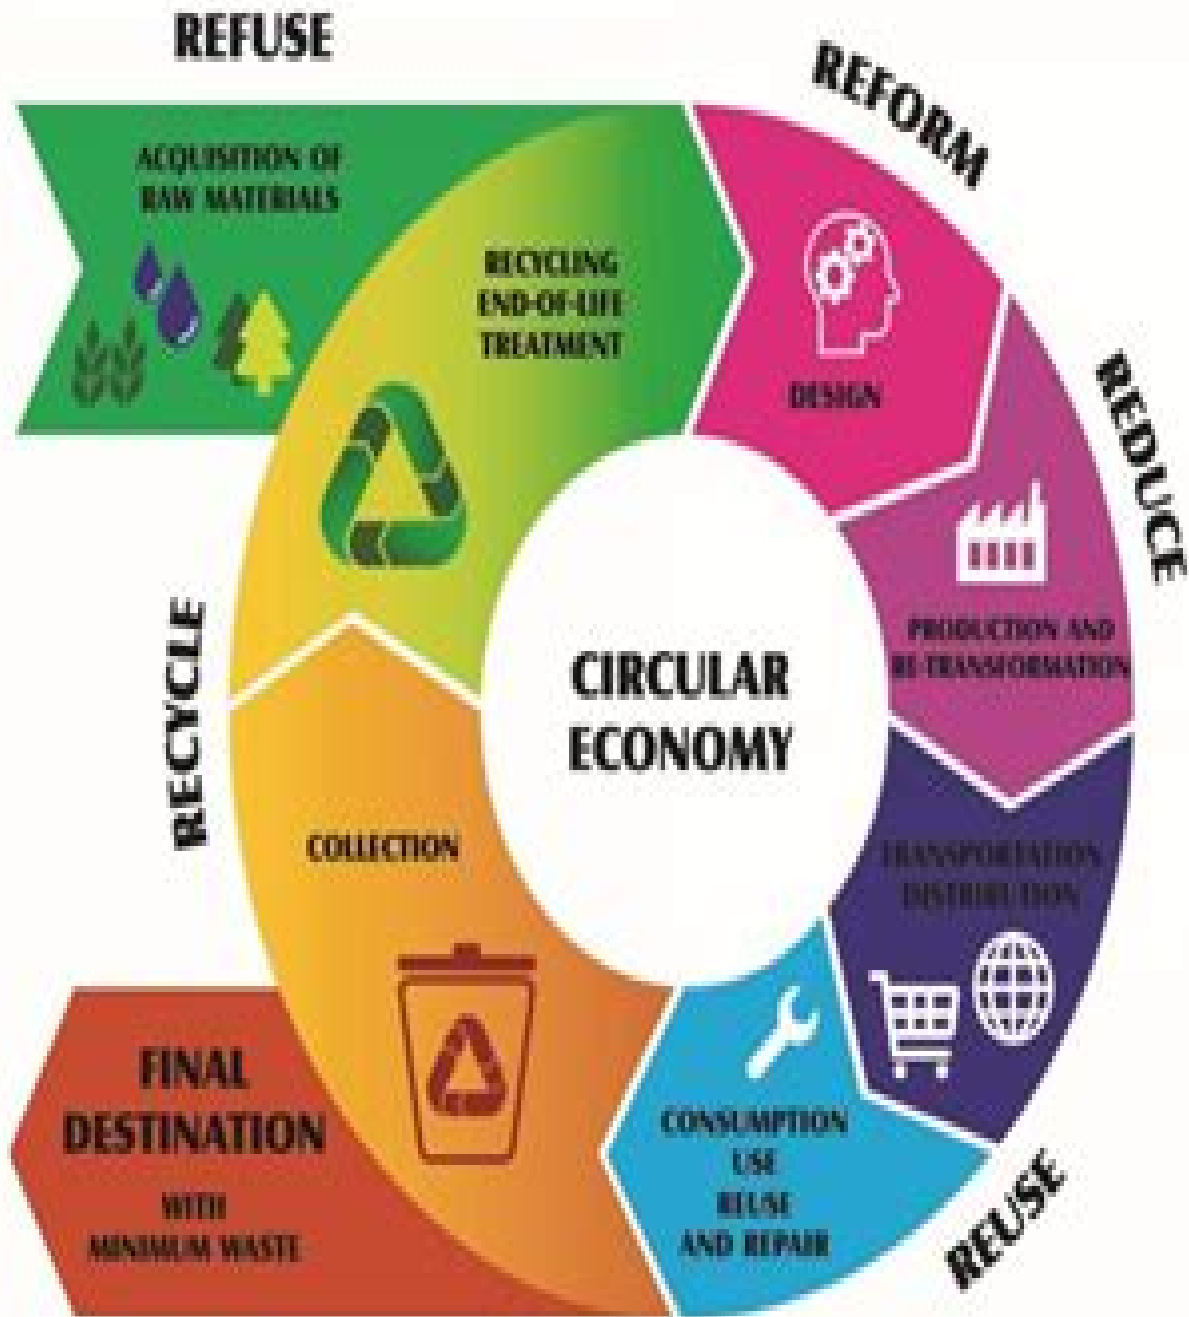 REFUSE
REFORM
ACQUISITION OF
RAW MATERIALS
RECYCLING
END-OF-LIFE
TREATMENT
DESIGN
REDUCE
PRODUCTION AND
RE-TRANSFORMATION
CIRCULAR
ECONOMY
RECYCLE
COLLECTION
TRANSPORTATION
DISTRIBUTION
FINAL
DESTINATION
WITH
MINIMUM WASTE
CONSUMPTION
USE
REUSE
AND REPAIR
REUSE